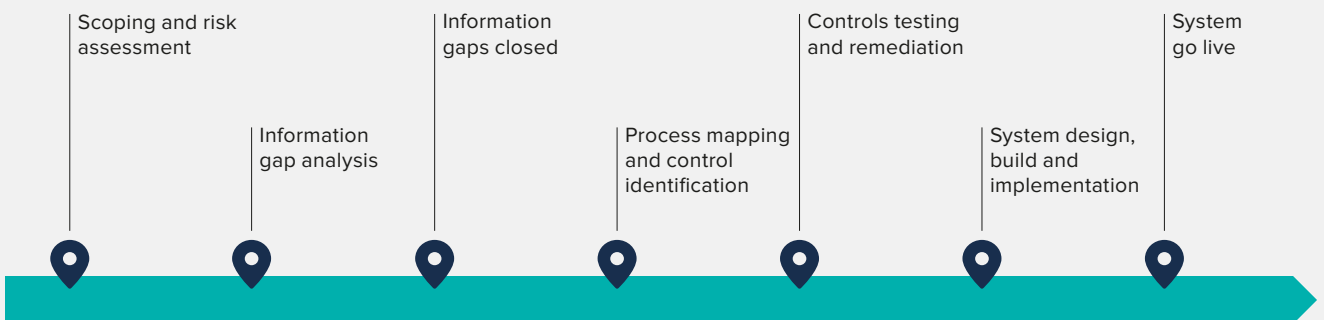 Scoping and risk
assessment
Information
gap analysis
Information
gaps closed
Process mapping
and control
identification
Controls testing
and remediation
System design,
build and
implementation
System
go live